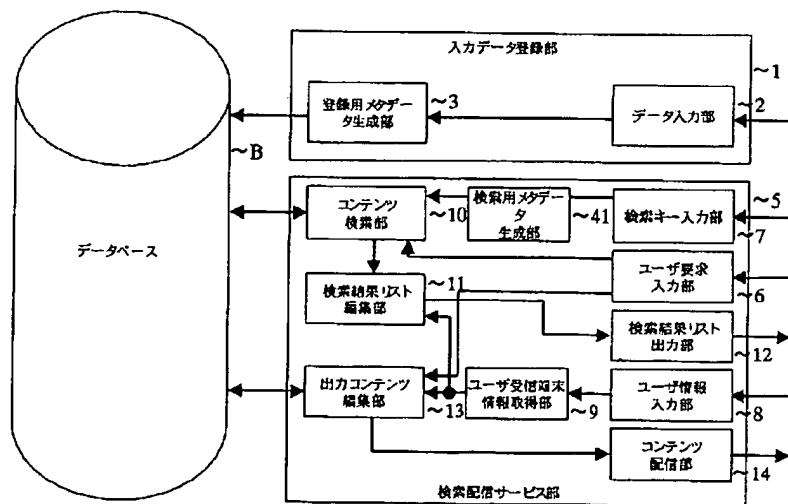 入力データ登録部
~1
登録用メタデー
タ生成部
~3
データ入力部
~2
~B
データベース
コンテンツ
検索部
~10
検索用メタデー
タ
生成部
~41
検索キー入力部
~5
~7
ユーザ要求
入力部
~6
検索結果リスト
編集部
~11
検索結果リスト
出力部
~12
出力コンテンツ
編集部
~13
ユーザ受信端末
情報取得部
~9
ユーザ情報
入力部
~8
コンテンツ
配信部
~14
検索配信サービス部